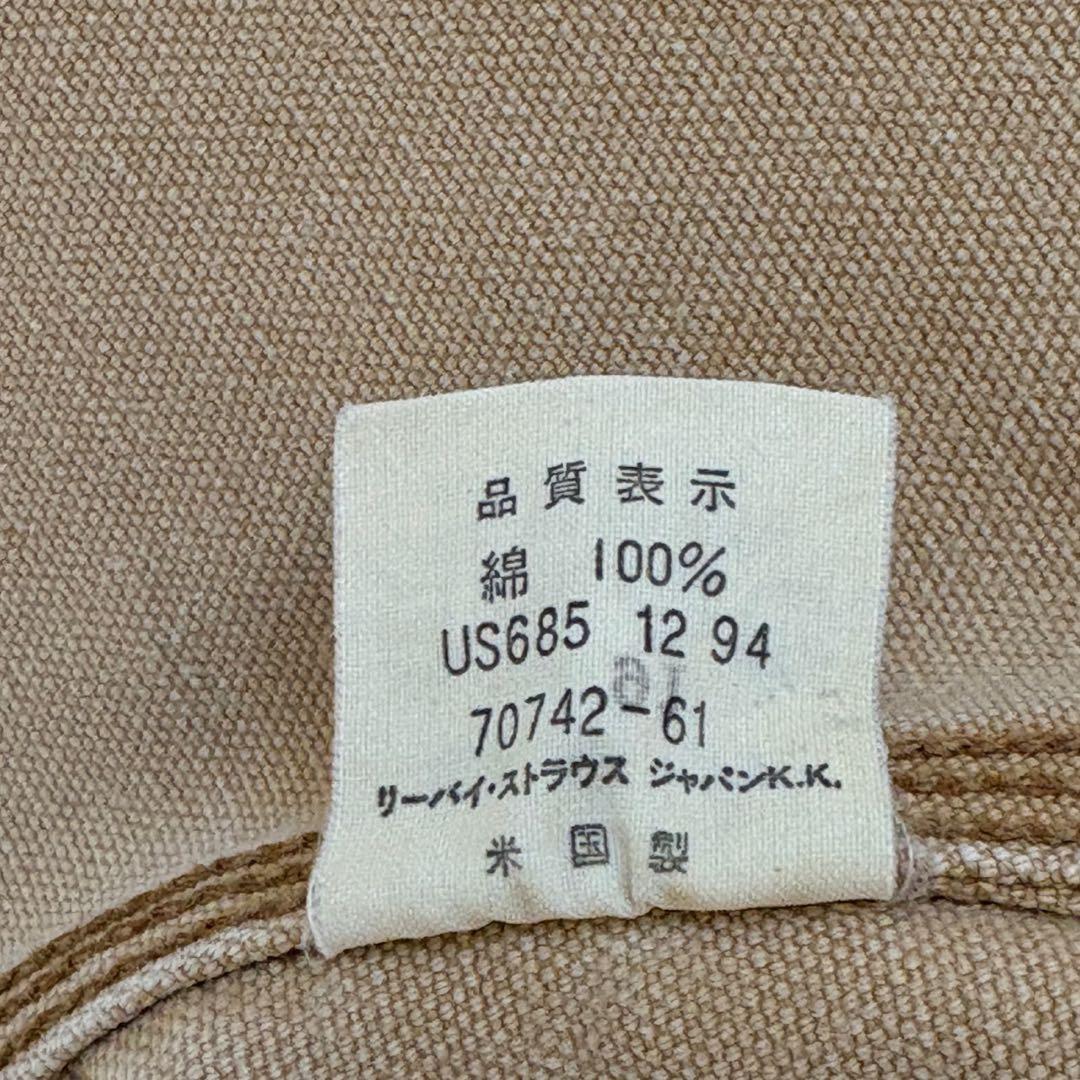 品質表示
綿 100%
US685 12 94
70742-61
リーバイ・ストラウス ジャパンK.K.
米国製